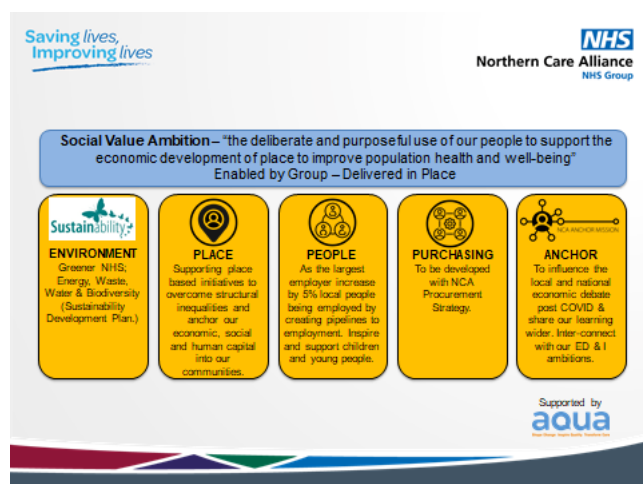 Saving lives,
Improving lives
NHS
Northern Care Alliance
NHS Group
Social Value Ambition – “the deliberate and purposeful use of our people to support the
economic development of place to improve population health and well-being”
Enabled by Group – Delivered in Place
Sustainability
ENVIRONMENT
Greener NHS;
Energy, Waste,
Water & Biodiversity
(Sustainability
Development Plan.)
PLACE
Supporting place
based initiatives to
overcome structural
inequalities and
anchor our
economic, social
and human capital
into our
communities.
PEOPLE
As the largest
employer increase
by 5% local people
being employed by
creating pipelines to
employment. Inspire
and support children
and young people.
PURCHASING
To be developed
with NCA
Procurement
Strategy.
NCA ANCHOR MISSION
ANCHOR
To influence the
local and national
economic debate
post COVID &
share our learning
wider. Inter-connect
with our ED & I
ambitions.
Supported by
aqua